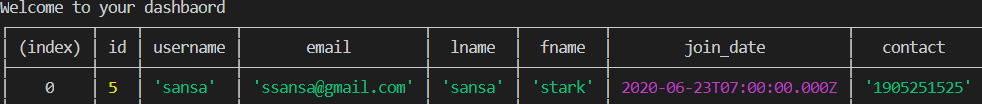 Welcome to your dashbaord
(index) id username email lname fname join_date contact
0 5 'sansa' 'ssansa@gmail.com' 'sansa' 'stark' 2020-06-23T07:00:00.000Z '1905251525'